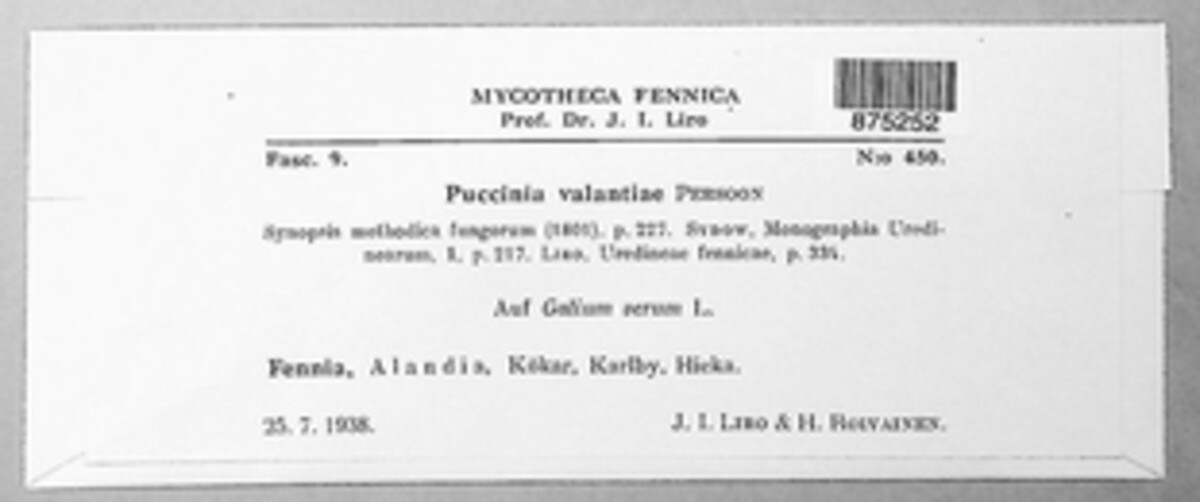 MYCOTHECA FENNICA
Prof. Dr. J. I. Liro
875252
Fasc. 9. N:o 450.
Puccinia valantiae PERSOON
Synopsis methodica fungorum (1801), p. 227. SYDOW, Monographia Uredi-
nearum, I, p. 217. LIRO, Uredineae fennicae, p. 334.
Auf Galium verum L.
Fennia, Alandia, Kökar, Karlby,
25. 7. 1938. J. I. LIRO & H. ROIVAINEN.